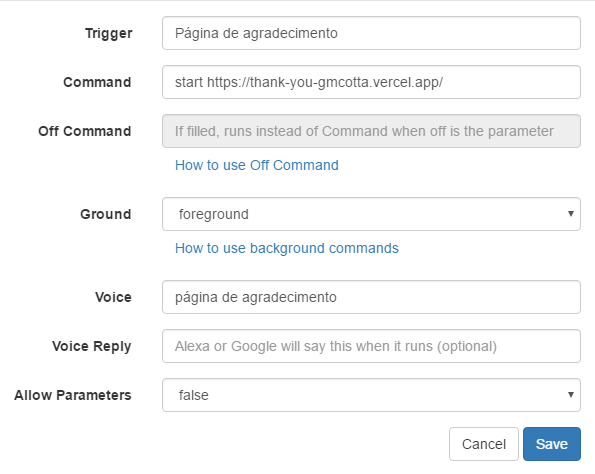 Trigger
Página de agradecimento
Command
start https://thank-you-gmcotta.vercel.app/
Off Command
If filled, runs instead of Command when off is the parameter
How to use Off Command
Ground
foreground
How to use background commands
Voice
página de agradecimento
Voice Reply
Alexa or Google will say this when it runs (optional)
Allow Parameters
false
Cancel
Save